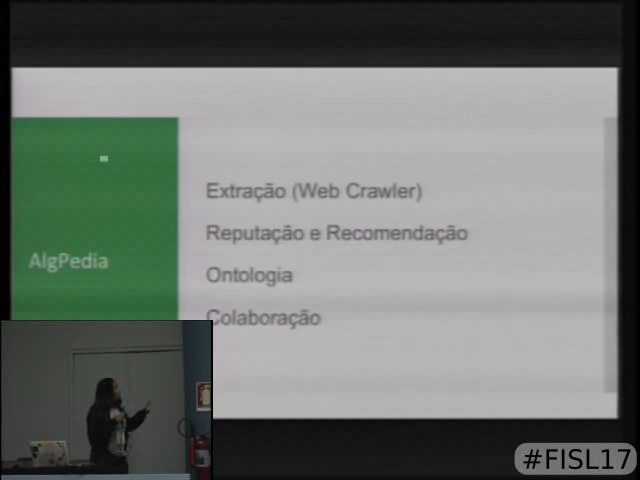 Extração (Web Crawler)
Reputação e Recomendação
AlgPedia
Ontologia
Colaboração
#FISL17